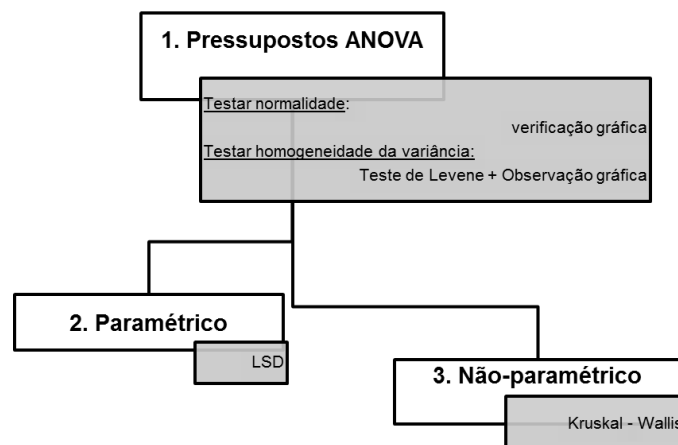 1. Pressupostos ANOVA
Testar normalidade:
verificação gráfica
Testar homogeneidade da variância:
Teste de Levene + Observação gráfica
2. Paramétrico
LSD
3. Não-paramétrico
Kruskal - Wallis